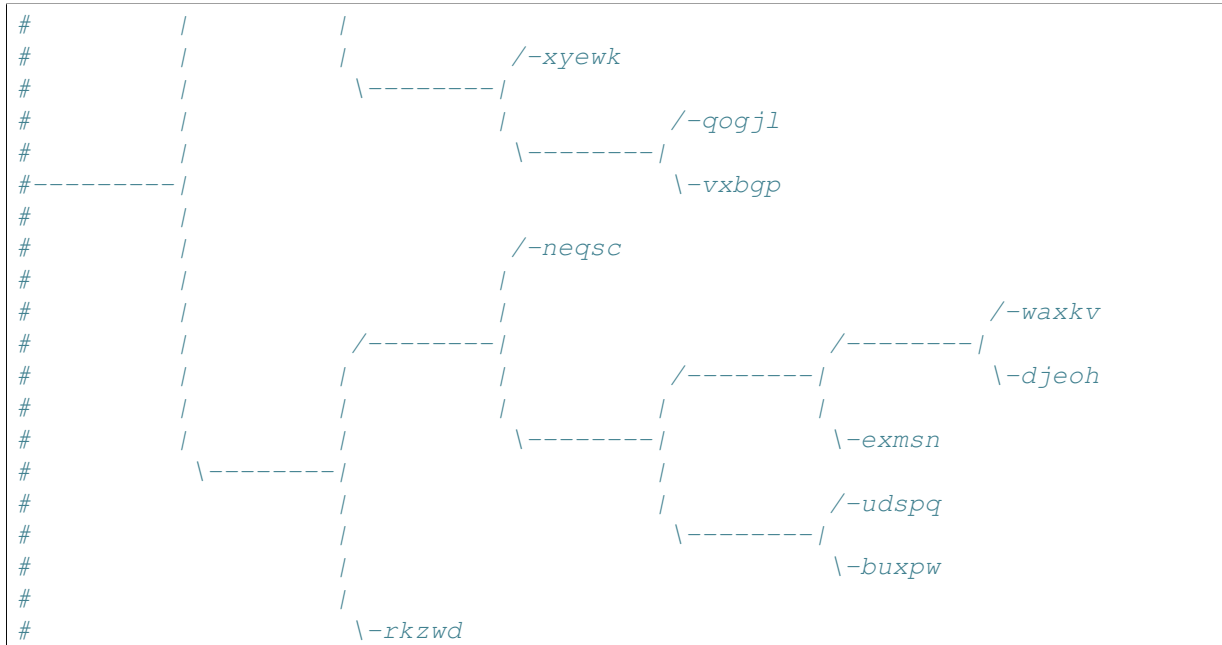 #          |          |
#          |          |          /-xyewk
#          |           \--------|
#          |                    |          /-qogjl
#          |                     \--------|
#---------|                                \-vxbgp
#          |
#          |                     /-neqsc
#          |                    |
#          |                    |                                /-waxkv
#          |           /--------|                     /--------|
#          |          |         |          /--------|           \-djeoh
#          |          |         |         |         |
#          |          |          \--------|          \-exmsn
#           \--------|                   |
#                    |                   |          /-udspq
#                    |                    \--------|
#                    |                              \-buxpw
#                    |
#                     \-rkzwd